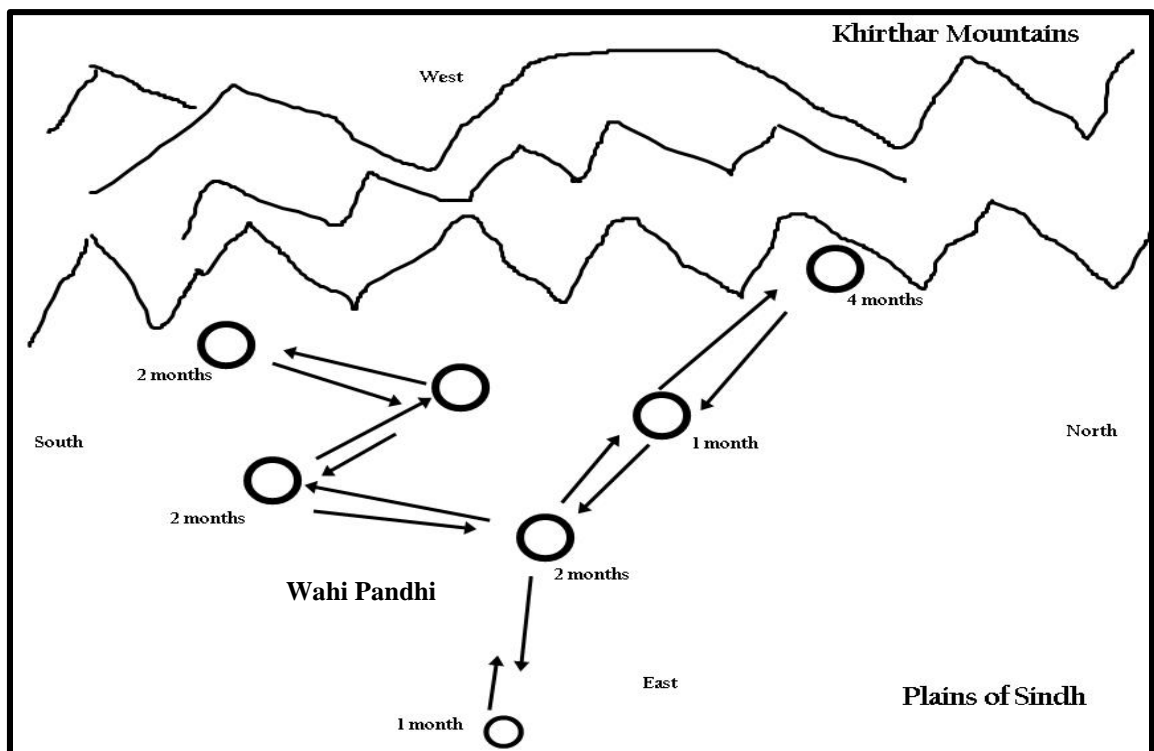 Khirthar Mountains
West
4 months
2 months
South
1 month
North
2 months
2 months
Wahi Pandhi
East
Plains of Sindh
1 month